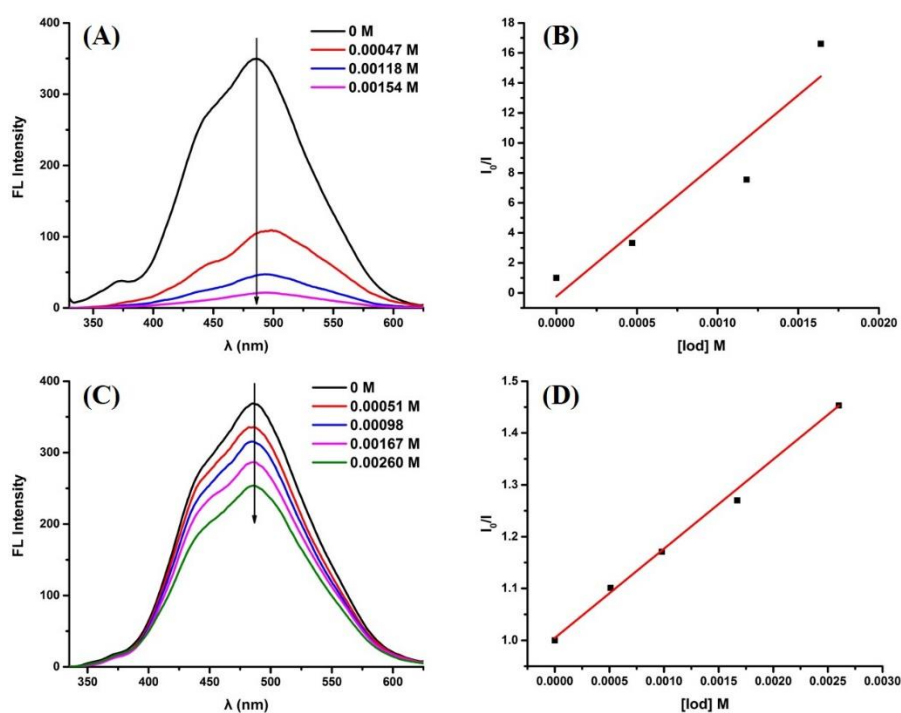 (A)
0 M
0.00047 M
0.00118 M
0.00154 M
FL Intensity
400
300
200
100
0
350 400 450 500 550 600
λ (nm)
(B)
I₀/I
18
16
14
12
10
8
6
4
2
0
0.0000 0.0005 0.0010 0.0015 0.0020
[Iod] M
(C)
0 M
0.00051 M
0.00098
0.00167 M
0.00260 M
FL Intensity
400
300
200
100
0
350 400 450 500 550 600
λ (nm)
(D)
I₀/I
1.5
1.4
1.3
1.2
1.1
1.0
0.0000 0.0005 0.0010 0.0015 0.0020 0.0025 0.0030
[Iod] M